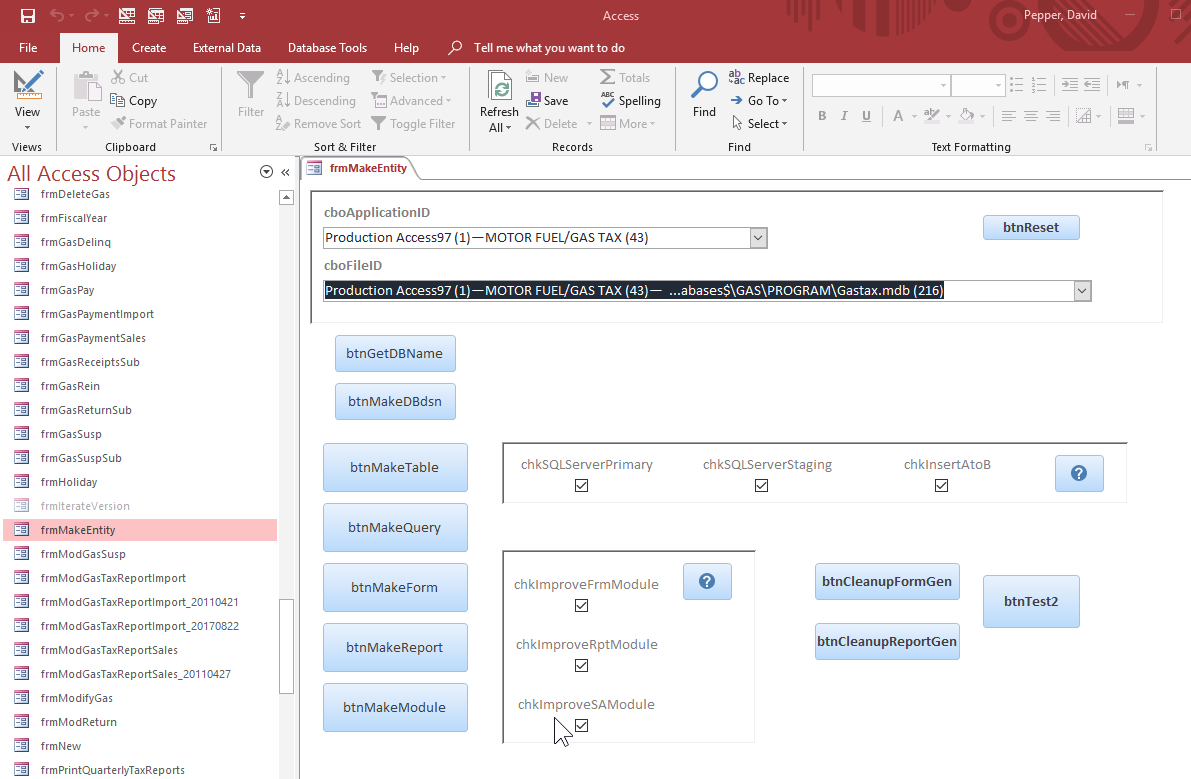 Access
Pepper, David
File Home Create External Data Database Tools Help Tell me what you want to do
View
Views
Paste
Cut
Copy
Format Painter
Clipboard
Filter
Ascending
Descending
Remove Sort
Selection
Advanced
Toggle Filter
Sort & Filter
Refresh
All
New
Save
Delete
Totals
Spelling
More
Records
Find
Replace
Go To
Select
Find
B I U A
Text Formatting
All Access Objects
frmDeleteGas
frmFiscalYear
frmGasDelinq
frmGasHoliday
frmGasPay
frmGasPaymentImport
frmGasPaymentSales
frmGasReceiptsSub
frmGasRein
frmGasReturnSub
frmGasSusp
frmGasSuspSub
frmHoliday
frmIterateVersion
frmMakeEntity
frmModGasSusp
frmModGasTaxReportImport
frmModGasTaxReportImport_20110421
frmModGasTaxReportImport_20170822
frmModGasTaxReportSales
frmModGasTaxReportSales_20110427
frmModifyGas
frmModReturn
frmNew
frmPrintQuarterlyTaxReports
frmMakeEntity
cboApplicationID
Production Access97 (1)—MOTOR FUEL/GAS TAX (43)
btnReset
cboFileID
Production Access97 (1)—MOTOR FUEL/GAS TAX (43)— ...abases$\GAS\PROGRAM\Gastax.mdb (216)
btnGetDBName
btnMakeDBdsn
btnMakeTable
chkSQLServerPrimary chkSQLServerStaging chkInsertAtoB
?
btnMakeQuery
btnMakeForm
btnMakeReport
btnMakeModule
chkImproveFrmModule
?
chkImproveRptModule
chkImproveSAModule
btnCleanupFormGen
btnCleanupReportGen
btnTest2